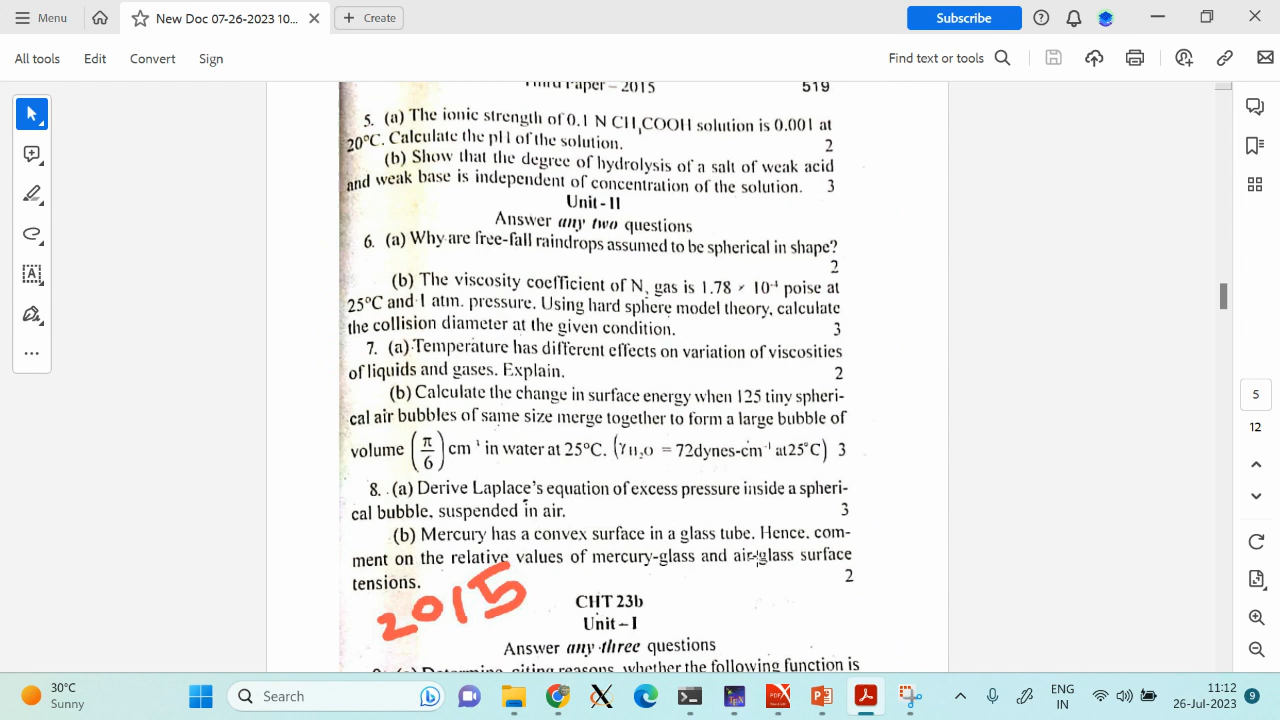 Menu
New Doc 07-26-2023 10...
Create
Subscribe
All tools Edit Convert Sign
Find text or tools
Third Paper – 2015 519
5. (a) The ionic strength of 0.1 N CH₃COOH solution is 0.001 at
20°C. Calculate the pH of the solution. 2
(b) Show that the degree of hydrolysis of a salt of weak acid
and weak base is independent of concentration of the solution. 3
Unit - II
Answer any two questions
6. (a) Why are free-fall raindrops assumed to be spherical in shape?
2
(b) The viscosity coefficient of N₂ gas is 1.78 × 10⁻⁴ poise at
25°C and 1 atm. pressure. Using hard sphere model theory, calculate
the collision diameter at the given condition. 3
7. (a) Temperature has different effects on variation of viscosities
of liquids and gases. Explain. 2
(b) Calculate the change in surface energy when 125 tiny spheri-
cal air bubbles of same size merge together to form a large bubble of
volume (π/6) cm³ in water at 25°C. (γH₂O = 72dynes-cm⁻¹ at25°C) 3
8. (a) Derive Laplace's equation of excess pressure inside a spheri-
cal bubble, suspended in air. 3
(b) Mercury has a convex surface in a glass tube. Hence, com-
ment on the relative values of mercury-glass and air-glass surface
tensions. 2
2015
CHT 23b
Unit – I
Answer any three questions
9. (a) Determine, citing reasons, whether the following function is
5
12
30°C
Sunny
Search
ENG
IN
11:12
26-Jul-2023
9